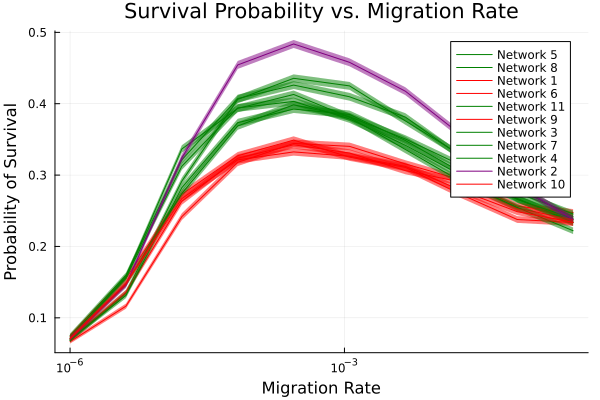 Survival Probability vs. Migration Rate
Probability of Survival
0.5
0.4
0.3
0.2
0.1
10⁻⁶
10⁻³
Migration Rate
Network 5
Network 8
Network 1
Network 6
Network 11
Network 9
Network 3
Network 7
Network 4
Network 2
Network 10